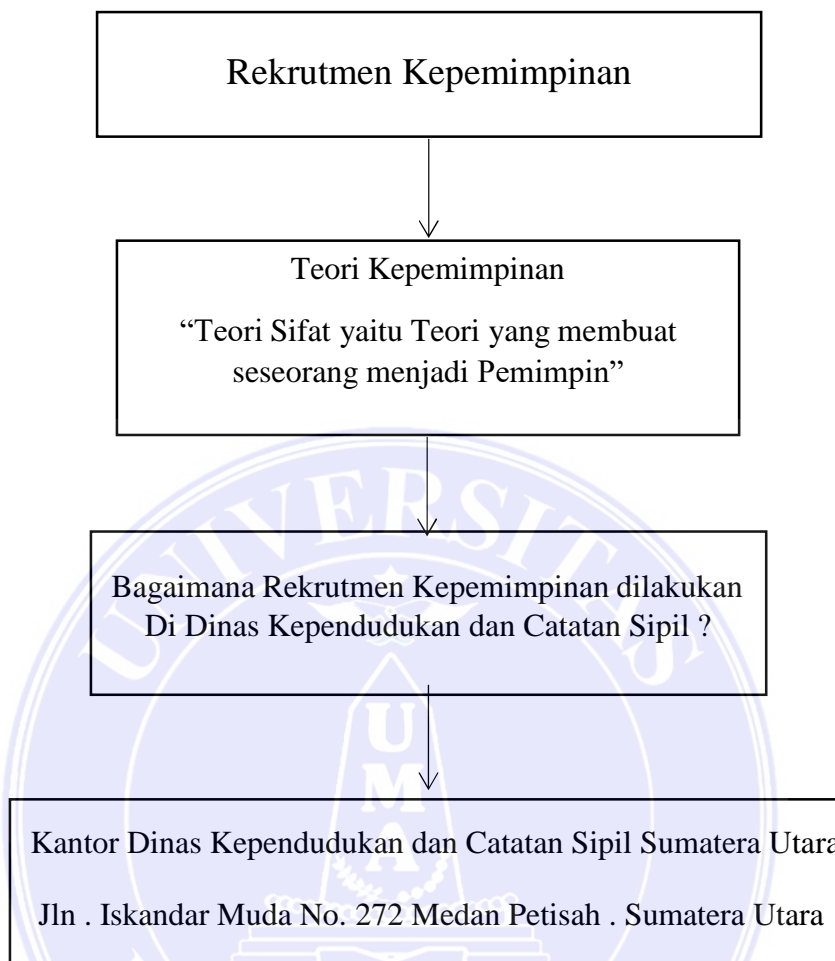 Rekrutmen Kepemimpinan
Teori Kepemimpinan
“Teori Sifat yaitu Teori yang membuat
seseorang menjadi Pemimpin”
Bagaimana Rekrutmen Kepemimpinan dilakukan
Di Dinas Kependudukan dan Catatan Sipil ?
Kantor Dinas Kependudukan dan Catatan Sipil Sumatera Utara
Jln . Iskandar Muda No. 272 Medan Petisah . Sumatera Utara
UNIVERSITAS
UMA